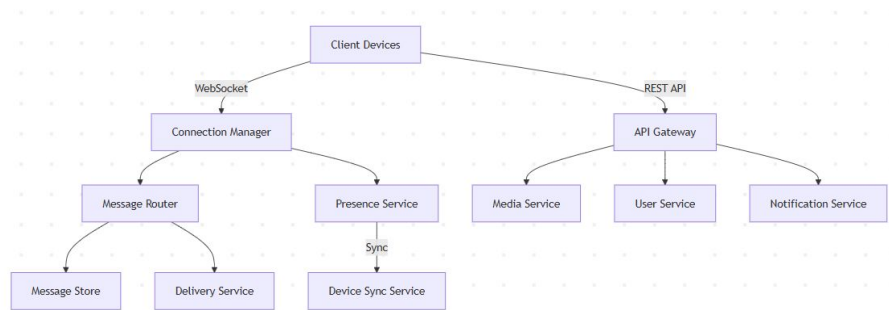 Client Devices
WebSocket
REST API
Connection Manager
API Gateway
Message Router
Presence Service
Media Service
User Service
Notification Service
Sync
Message Store
Delivery Service
Device Sync Service